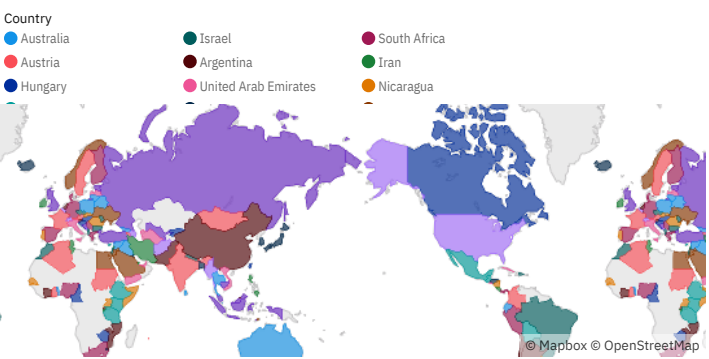 Country
Australia
Israel
South Africa
Austria
Argentina
Iran
Hungary
United Arab Emirates
Nicaragua
© Mapbox © OpenStreetMap